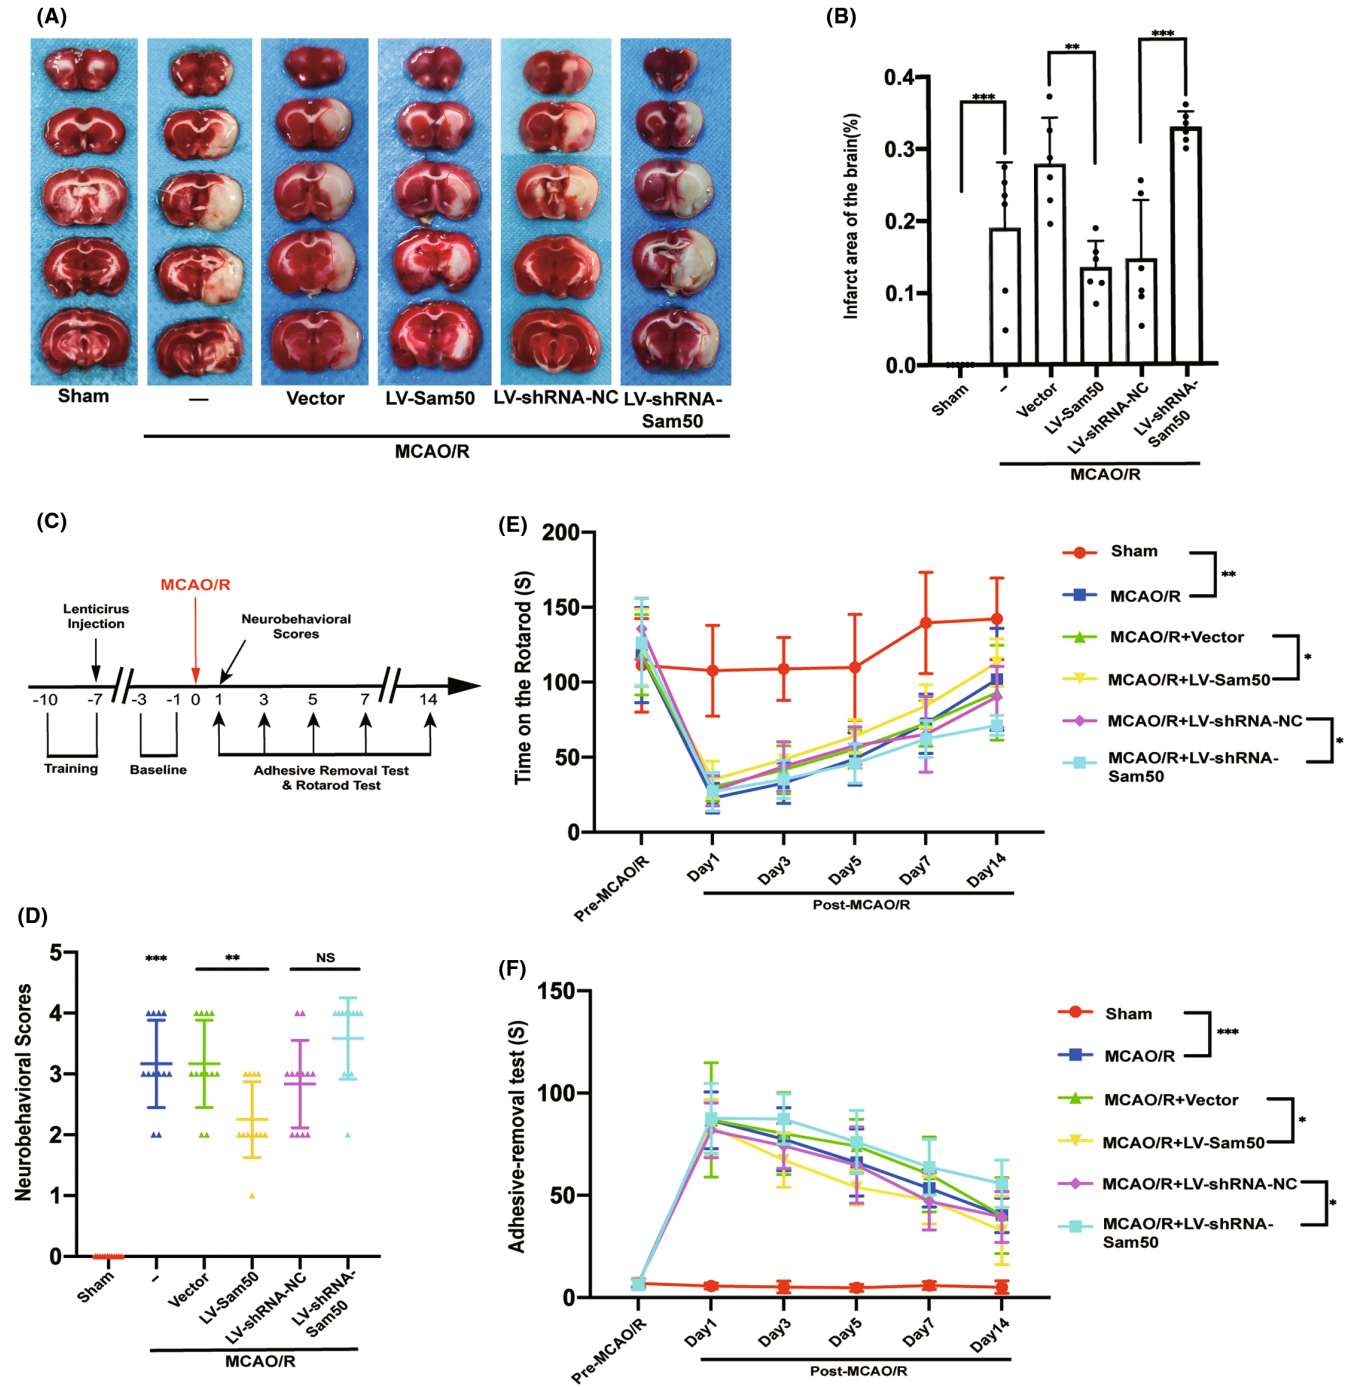 (A)
Sham
—
Vector
LV-Sam50
LV-shRNA-NC
LV-shRNA-
Sam50
MCAO/R
(B)
Infarct area of the brain(%)
0.4
0.3
0.2
0.1
0.0
***
**
***
Sham
–
Vector
LV-Sam50
LV-shRNA-NC
LV-shRNA-
Sam50
MCAO/R
(C)
MCAO/R
Lenticirus
Injection
Neurobehavioral
Scores
-10 -7 -3 -1 0 1 3 5 7 14
Training
Baseline
Adhesive Removal Test
& Rotarod Test
(D)
Neurobehavioral Scores
5
4
3
2
1
0
***
**
NS
Sham
–
Vector
LV-Sam50
LV-shRNA-NC
LV-shRNA-
Sam50
MCAO/R
(E)
Time on the Rotarod (S)
200
150
100
50
0
Pre-MCAO/R
Day1
Day3
Day5
Day7
Day14
Post-MCAO/R
Sham
MCAO/R
MCAO/R+Vector
MCAO/R+LV-Sam50
MCAO/R+LV-shRNA-NC
MCAO/R+LV-shRNA-
Sam50
**
*
*
(F)
Adhesive-removal test (S)
150
100
50
0
Pre-MCAO/R
Day1
Day3
Day5
Day7
Day14
Post-MCAO/R
Sham
MCAO/R
MCAO/R+Vector
MCAO/R+LV-Sam50
MCAO/R+LV-shRNA-NC
MCAO/R+LV-shRNA-
Sam50
***
*
*